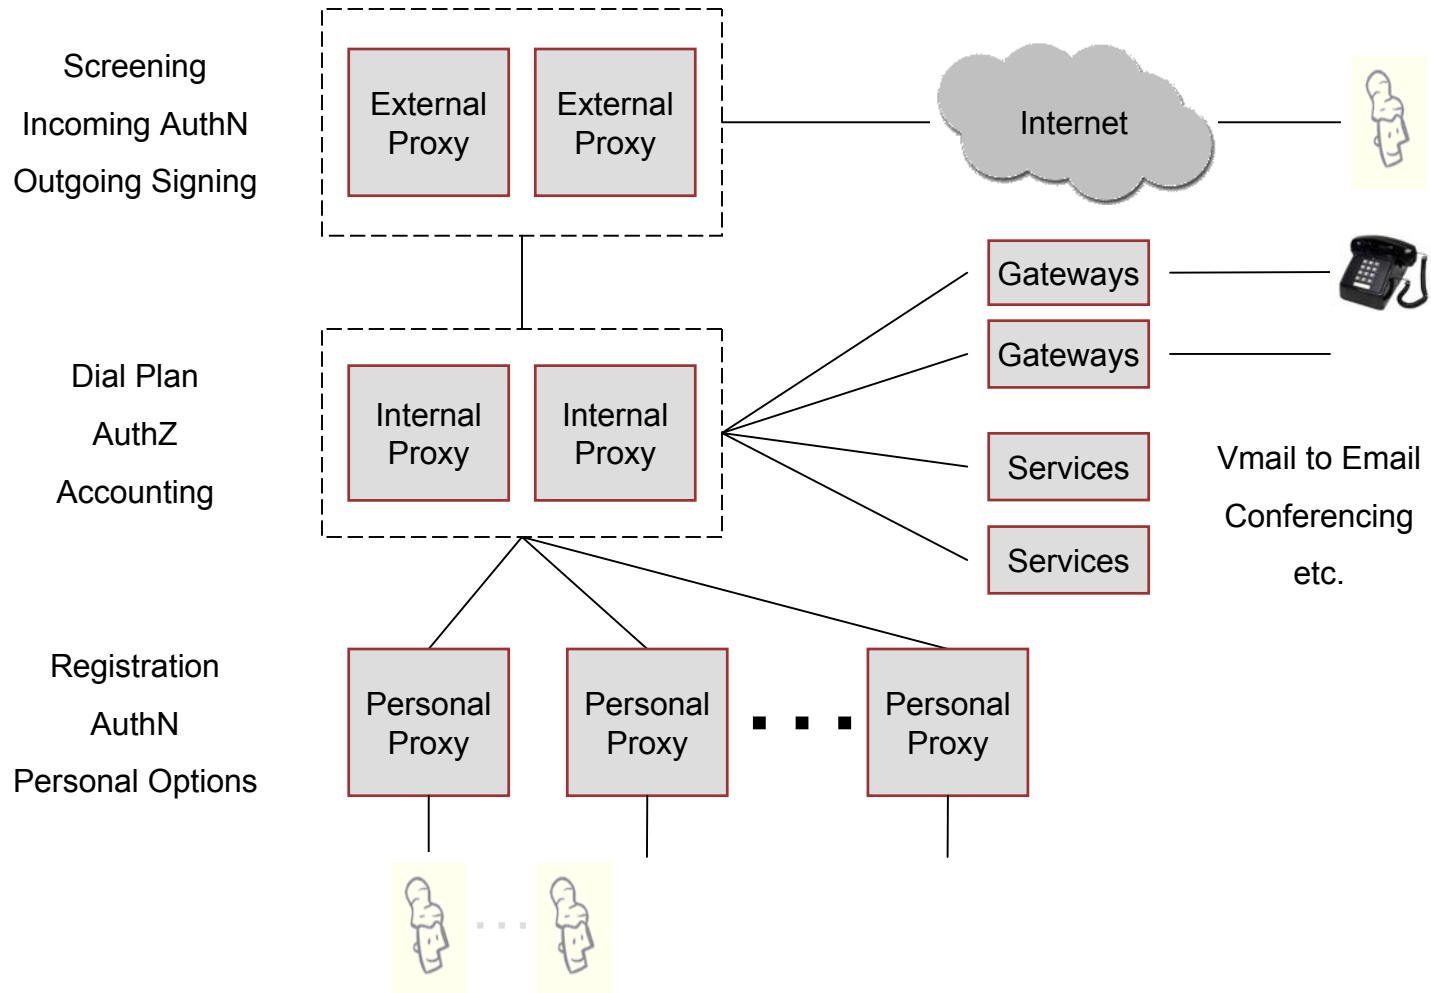 Screening
Incoming AuthN
Outgoing Signing
External
Proxy
External
Proxy
Internet
Gateways
Gateways
Dial Plan
AuthZ
Accounting
Internal
Proxy
Internal
Proxy
Services
Services
Vmail to Email
Conferencing
etc.
Registration
AuthN
Personal Options
Personal
Proxy
Personal
Proxy
Personal
Proxy